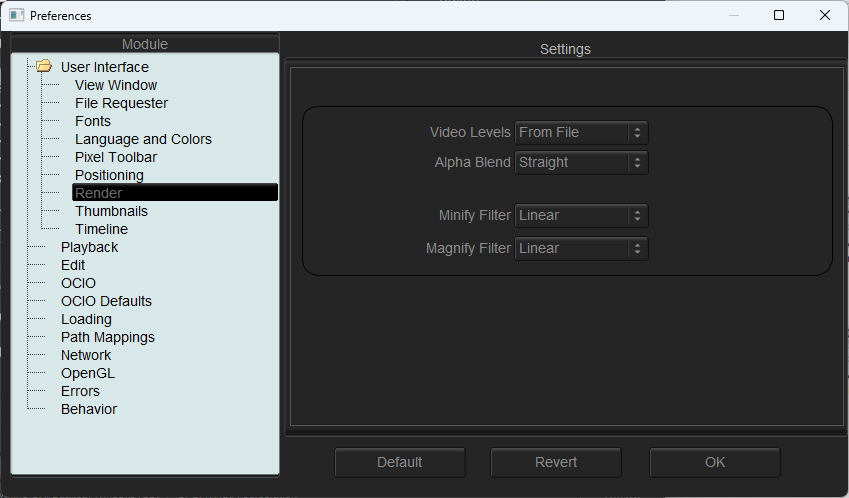 Preferences
Module
Settings
User Interface
View Window
File Requester
Fonts
Language and Colors
Pixel Toolbar
Positioning
Render
Thumbnails
Timeline
Playback
Edit
OCIO
OCIO Defaults
Loading
Path Mappings
Network
OpenGL
Errors
Behavior
Video Levels From File
Alpha Blend Straight
Minify Filter Linear
Magnify Filter Linear
Default Revert OK